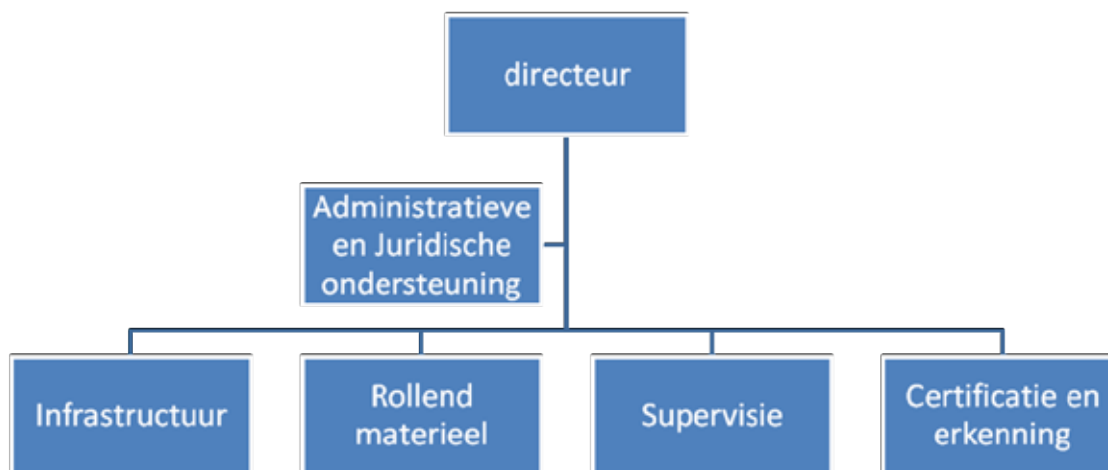 directeur
Administratieve
en Juridische
ondersteuning
Infrastructuur
Rollend
materieel
Supervisie
Certificatie en
erkenning